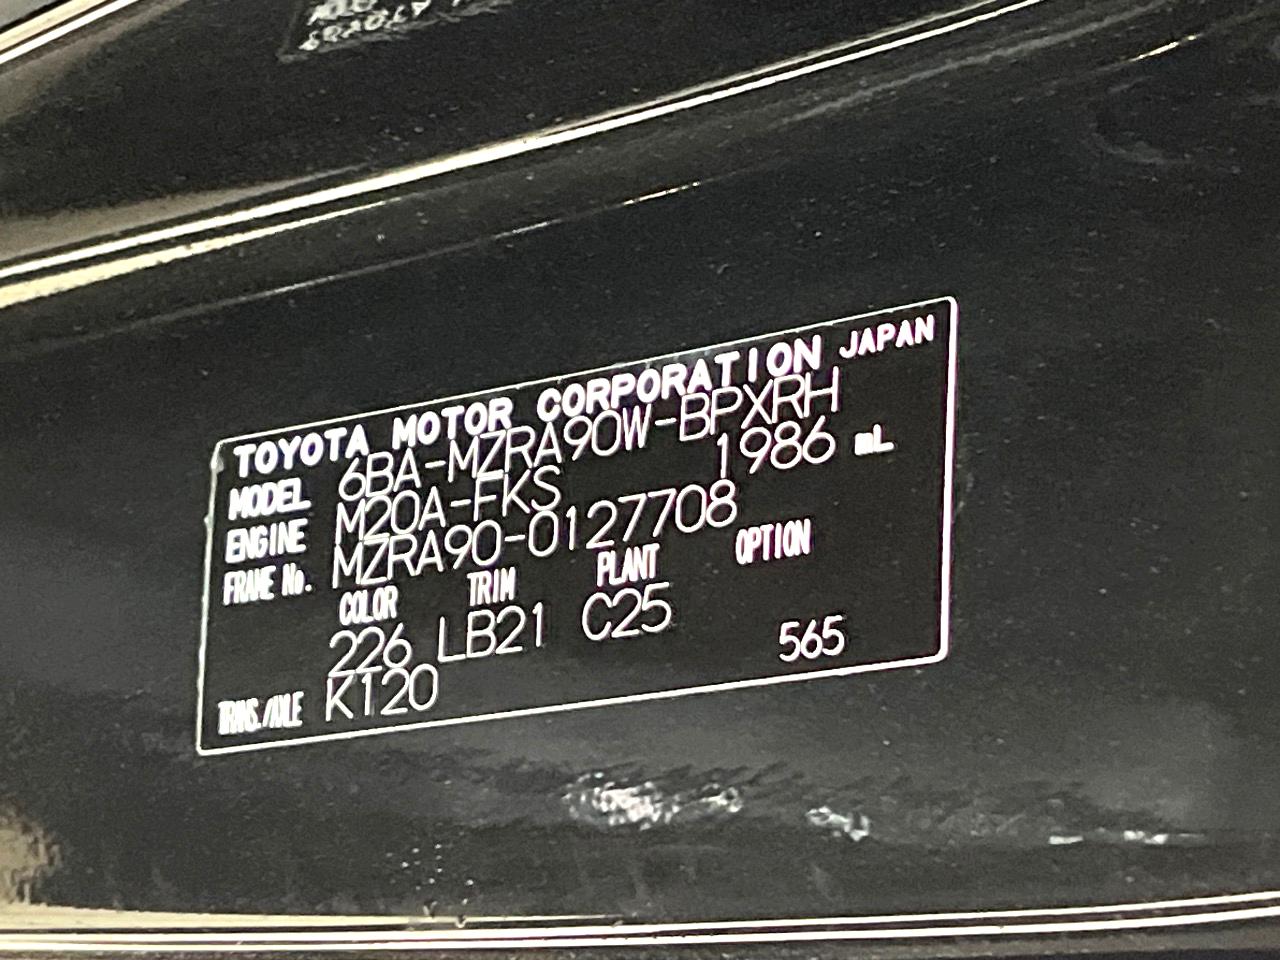 TOYOTA MOTOR CORPORATION JAPAN
MODEL 6BA-MZRA90W-BPXRH
ENGINE M20A-FKS 1986 mL
FRAME No. MZRA90-0127708
COLOR TRIM PLANT OPTION
226 LB21 C25
TRNS./AXLE K120 565